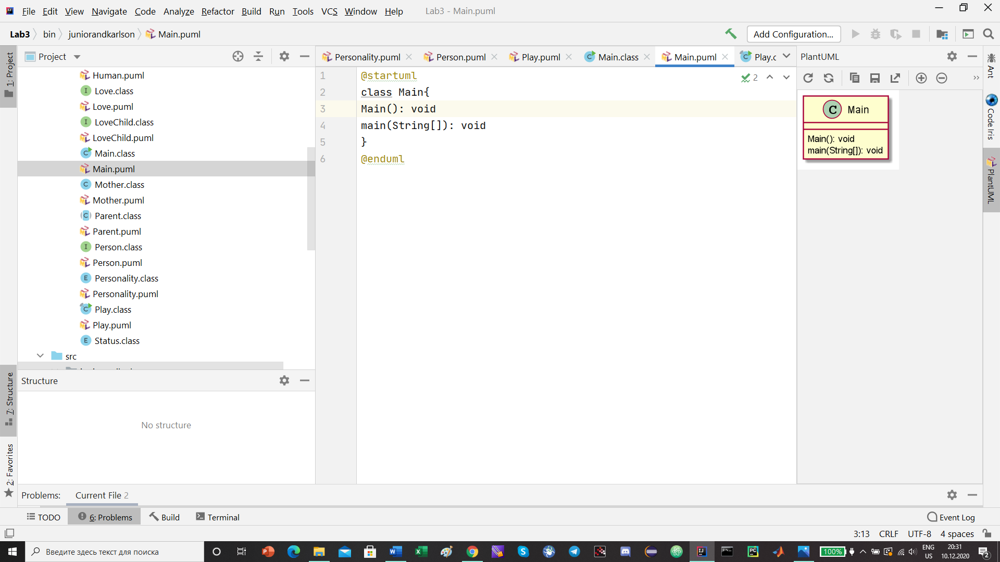 File Edit View Navigate Code Analyze Refactor Build Run Tools VCS Window Help Lab3 - Main.puml
Lab3 bin juniorandkarlson Main.puml Add Configuration...
1: Project
Project
Human.puml
Love.class
Love.puml
LoveChild.class
LoveChild.puml
Main.class
Main.puml
Mother.class
Mother.puml
Parent.class
Parent.puml
Person.class
Person.puml
Personality.class
Personality.puml
Play.class
Play.puml
Status.class
src
7: Structure
2: Favorites
Structure
No structure
Personality.puml Person.puml Play.puml Main.class Main.puml Play.c
2
1 @startuml
2 class Main{
3 Main(): void
4 main(String[]): void
5 }
6 @enduml
PlantUML
C Main
Main(): void
main(String[]): void
Ant
Code Iris
PlantUML
Problems: Current File 2
TODO 6: Problems Build Terminal Event Log
3:13 CRLF UTF-8 4 spaces
Введите здесь текст для поиска
100%
ENG
US
20:31
10.12.2020
2